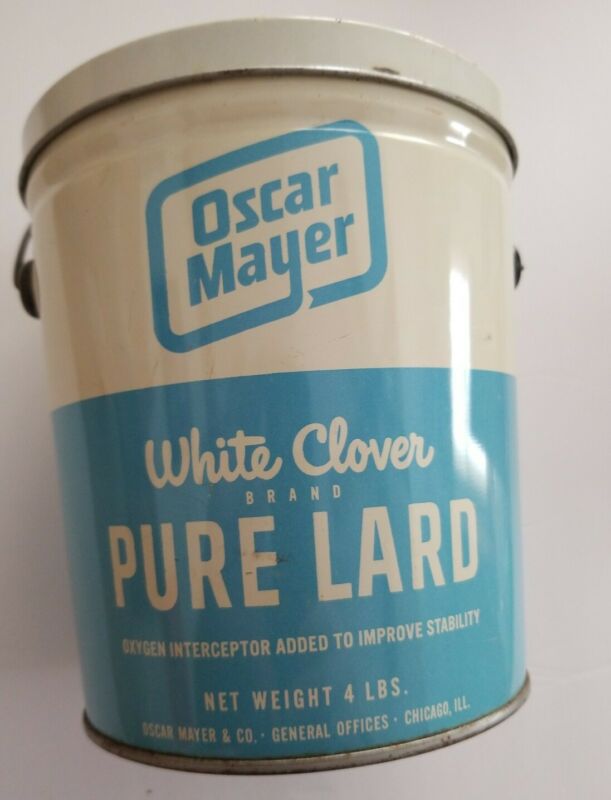 Oscar
Mayer
White Clover
BRAND
PURE LARD
OXYGEN INTERCEPTOR ADDED TO IMPROVE STABILITY
NET WEIGHT 4 LBS.
OSCAR MAYER & CO. · GENERAL OFFICES · CHICAGO, ILL.